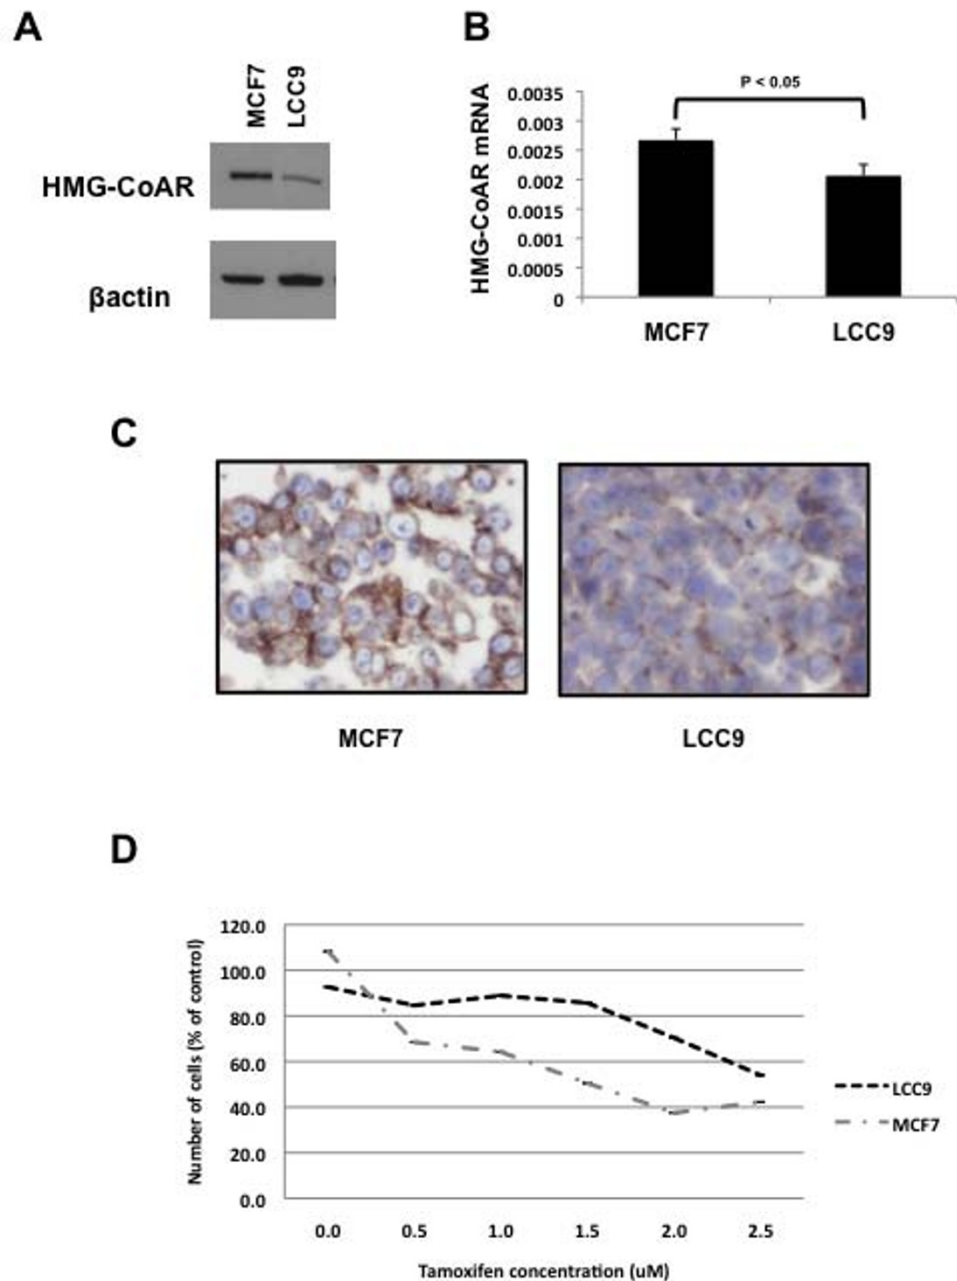 A
MCF7
LCC9
HMG-CoAR
βactin
B
P < 0.05
HMG-CoAR mRNA
0.0035
0.003
0.0025
0.002
0.0015
0.001
0.0005
0
MCF7
LCC9
C
MCF7
LCC9
D
Number of cells (% of control)
120.0
100.0
80.0
60.0
40.0
20.0
0.0
0.0 0.5 1.0 1.5 2.0 2.5
Tamoxifen concentration (uM)
LCC9
MCF7